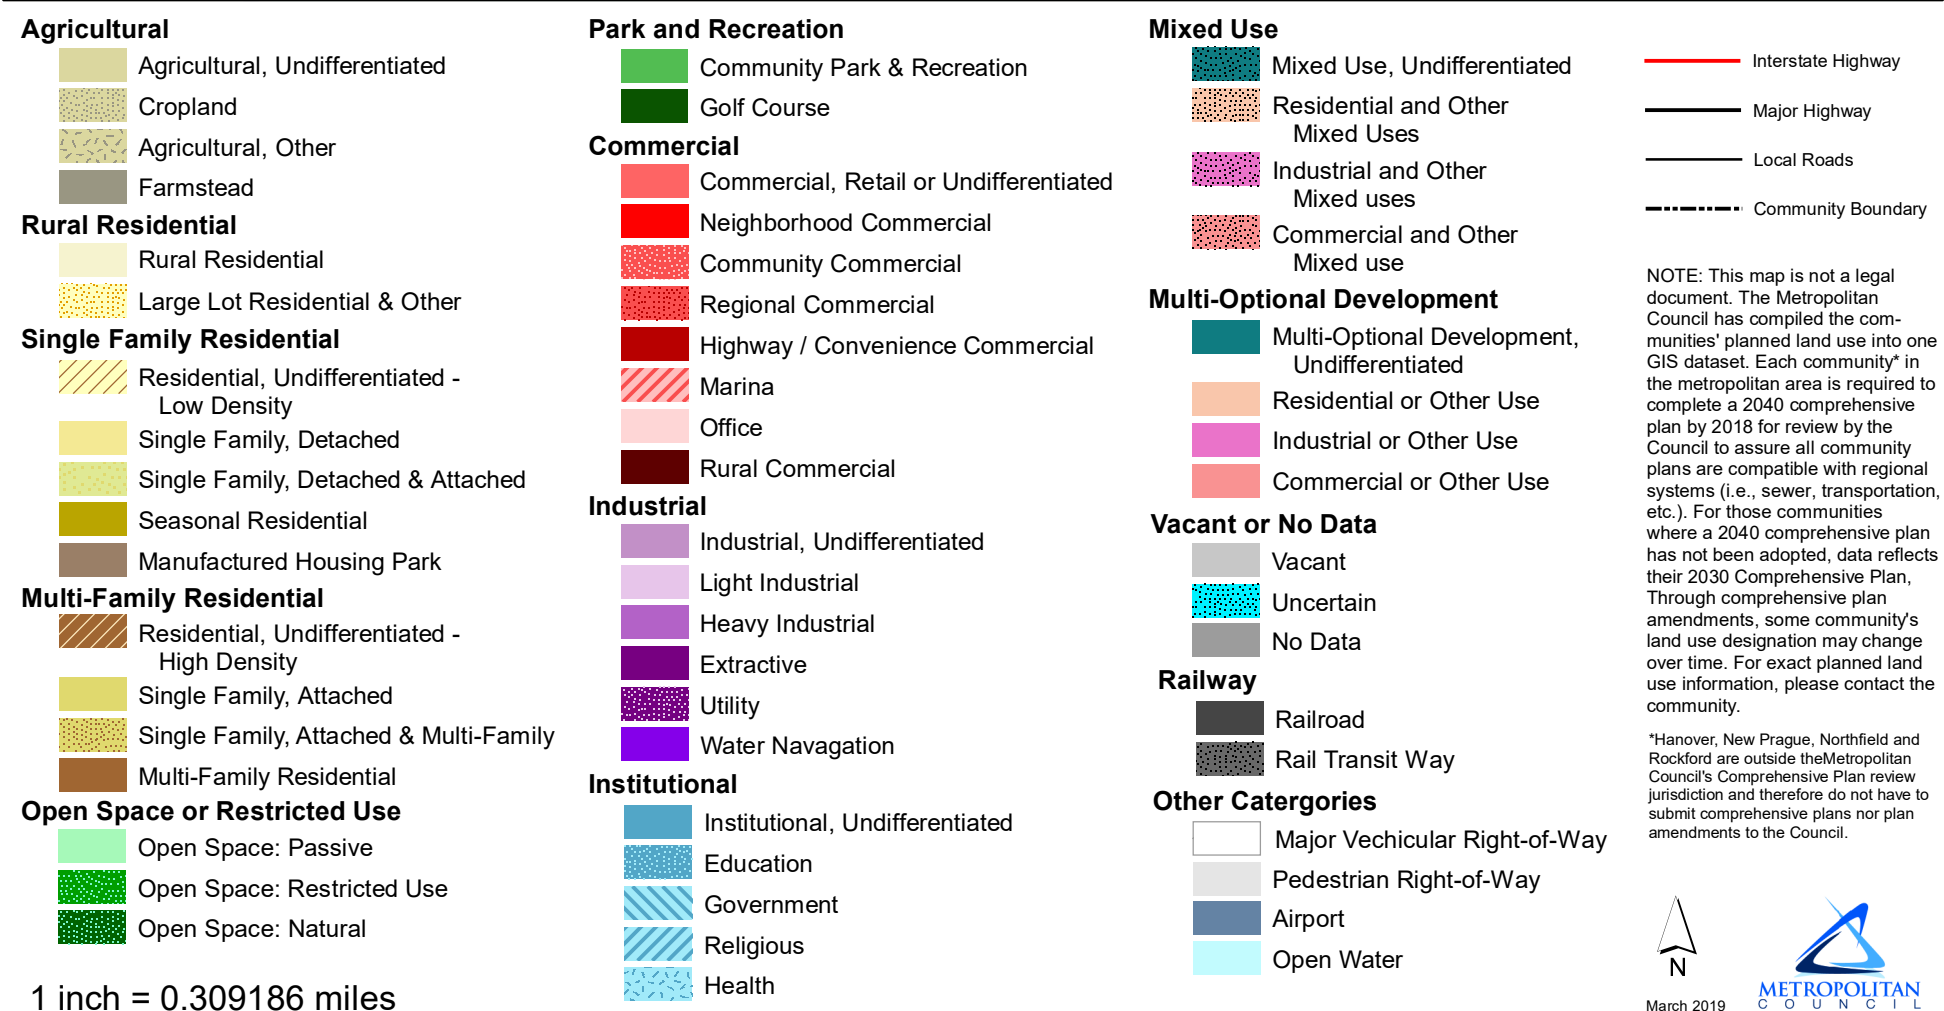 Agricultural
Agricultural, Undifferentiated
Cropland
Agricultural, Other
Farmstead
Rural Residential
Rural Residential
Large Lot Residential & Other
Single Family Residential
Residential, Undifferentiated -
Low Density
Single Family, Detached
Single Family, Detached & Attached
Seasonal Residential
Manufactured Housing Park
Multi-Family Residential
Residential, Undifferentiated -
High Density
Single Family, Attached
Single Family, Attached & Multi-Family
Multi-Family Residential
Open Space or Restricted Use
Open Space: Passive
Open Space: Restricted Use
Open Space: Natural
1 inch = 0.309186 miles
Park and Recreation
Community Park & Recreation
Golf Course
Commercial
Commercial, Retail or Undifferentiated
Neighborhood Commercial
Community Commercial
Regional Commercial
Highway / Convenience Commercial
Marina
Office
Rural Commercial
Industrial
Industrial, Undifferentiated
Light Industrial
Heavy Industrial
Extractive
Utility
Water Navagation
Institutional
Institutional, Undifferentiated
Education
Government
Religious
Health
Mixed Use
Mixed Use, Undifferentiated
Residential and Other
Mixed Uses
Industrial and Other
Mixed uses
Commercial and Other
Mixed use
Multi-Optional Development
Multi-Optional Development,
Undifferentiated
Residential or Other Use
Industrial or Other Use
Commercial or Other Use
Vacant or No Data
Vacant
Uncertain
No Data
Railway
Railroad
Rail Transit Way
Other Catergories
Major Vechicular Right-of-Way
Pedestrian Right-of-Way
Airport
Open Water
Interstate Highway
Major Highway
Local Roads
Community Boundary
NOTE: This map is not a legal
document. The Metropolitan
Council has compiled the com-
munities' planned land use into one
GIS dataset. Each community* in
the metropolitan area is required to
complete a 2040 comprehensive
plan by 2018 for review by the
Council to assure all community
plans are compatible with regional
systems (i.e., sewer, transportation,
etc.). For those communities
where a 2040 comprehensive plan
has not been adopted, data reflects
their 2030 Comprehensive Plan,
Through comprehensive plan
amendments, some community's
land use designation may change
over time. For exact planned land
use information, please contact the
community.
*Hanover, New Prague, Northfield and
Rockford are outside theMetropolitan
Council's Comprehensive Plan review
jurisdiction and therefore do not have to
submit comprehensive plans nor plan
amendments to the Council.
N
March 2019
METROPOLITAN
COUNCIL